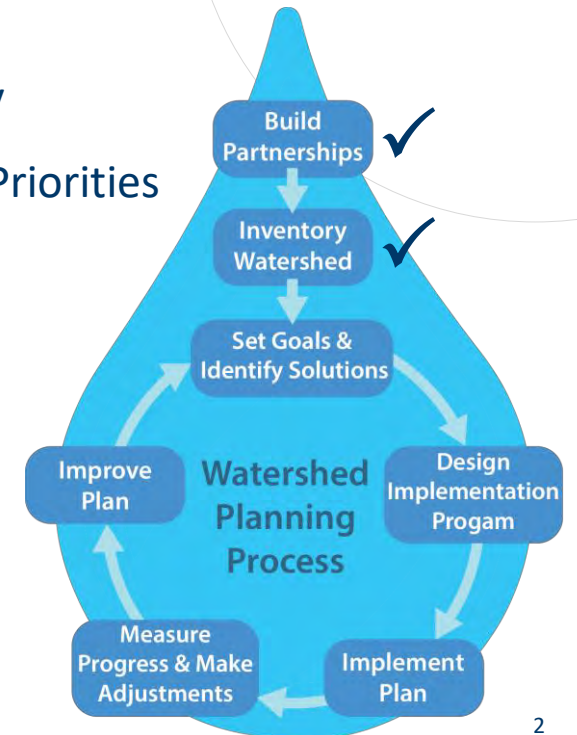 Priorities
Build
Partnerships
Inventory
Watershed
Set Goals &
Identify Solutions
Design
Implementation
Progam
Implement
Plan
Measure
Progress & Make
Adjustments
Improve
Plan
Watershed
Planning
Process
2